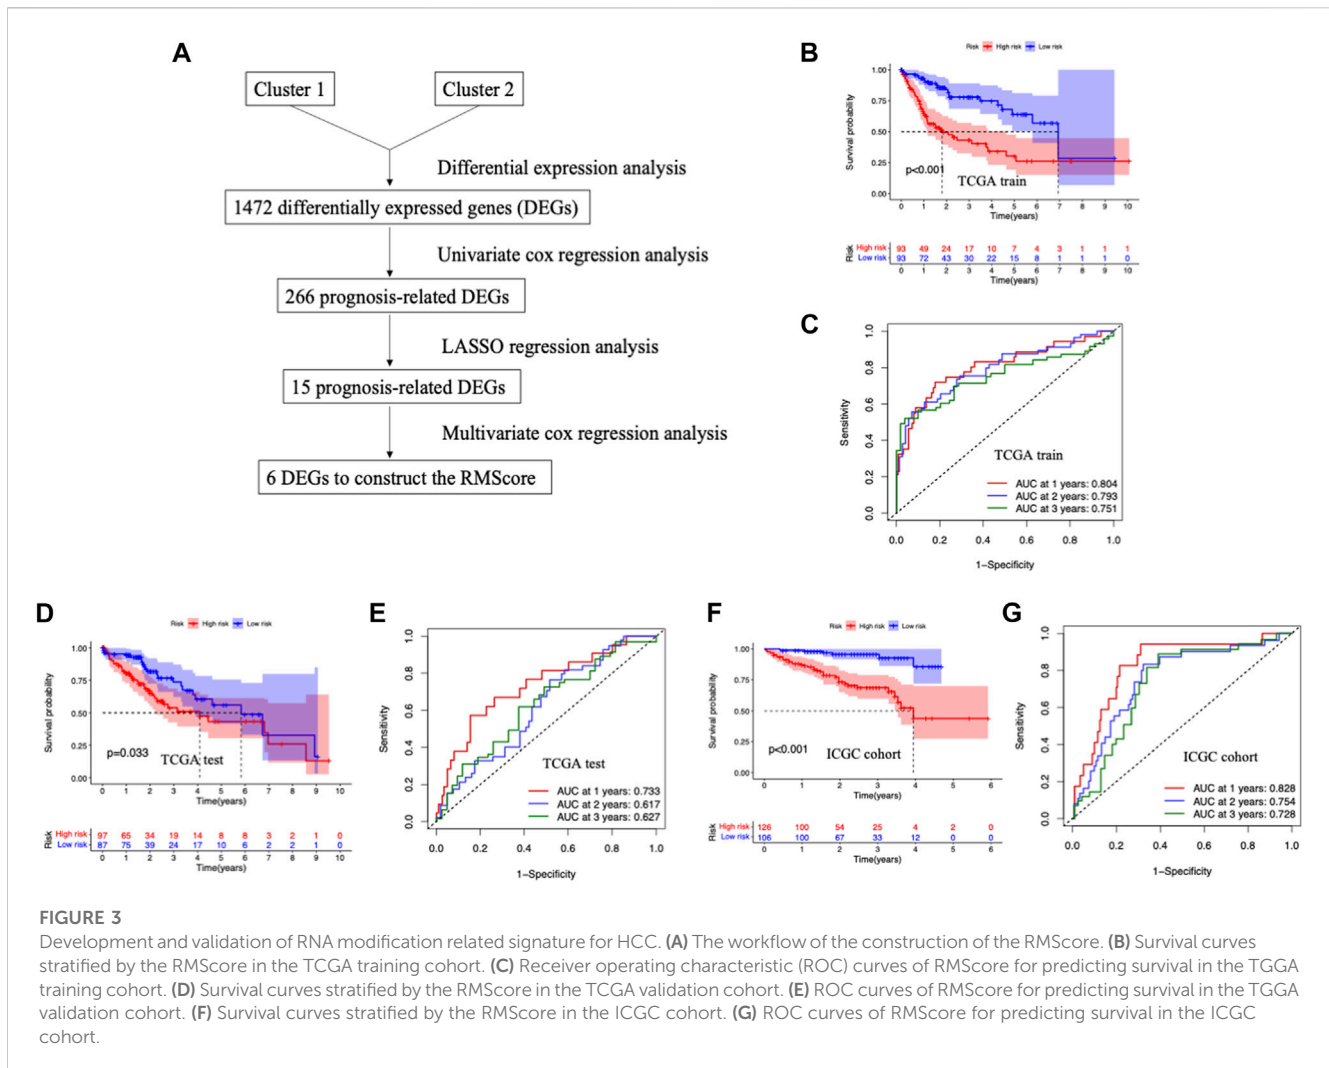 A
Cluster 1
Cluster 2
Differential expression analysis
1472 differentially expressed genes (DEGs)
Univariate cox regression analysis
266 prognosis-related DEGs
LASSO regression analysis
15 prognosis-related DEGs
Multivariate cox regression analysis
6 DEGs to construct the RMScore
B
Risk High risk Low risk
Survival probability
1.00
0.75
0.50
0.25
0.00
p<0.001
TCGA train
0 1 2 3 4 5 6 7 8 9 10
Time(years)
Risk
High risk 93 49 24 17 10 7 4 3 1 1 1
Low risk 93 72 43 30 22 15 8 1 1 1 0
0 1 2 3 4 5 6 7 8 9 10
Time(years)
C
Sensitivity
1.0
0.8
0.6
0.4
0.2
0.0
TCGA train
AUC at 1 years: 0.804
AUC at 2 years: 0.793
AUC at 3 years: 0.751
0.0 0.2 0.4 0.6 0.8 1.0
1−Specificity
D
Risk High risk Low risk
Survival probability
1.00
0.75
0.50
0.25
0.00
p=0.033
TCGA test
0 1 2 3 4 5 6 7 8 9 10
Time(years)
Risk
High risk 97 65 34 19 14 8 8 3 2 1 0
Low risk 87 75 39 24 17 10 6 2 2 1 0
0 1 2 3 4 5 6 7 8 9 10
Time(years)
E
Sensitivity
1.0
0.8
0.6
0.4
0.2
0.0
TCGA test
AUC at 1 years: 0.733
AUC at 2 years: 0.617
AUC at 3 years: 0.627
0.0 0.2 0.4 0.6 0.8 1.0
1−Specificity
F
Risk High risk Low risk
Survival probability
1.00
0.75
0.50
0.25
0.00
p<0.001
ICGC cohort
0 1 2 3 4 5 6
Time(years)
Risk
High risk 126 100 54 25 4 2 0
Low risk 106 100 67 33 12 0 0
0 1 2 3 4 5 6
Time(years)
G
Sensitivity
1.0
0.8
0.6
0.4
0.2
0.0
ICGC cohort
AUC at 1 years: 0.828
AUC at 2 years: 0.754
AUC at 3 years: 0.728
0.0 0.2 0.4 0.6 0.8 1.0
1−Specificity
FIGURE 3
Development and validation of RNA modification related signature for HCC. (A) The workflow of the construction of the RMScore. (B) Survival curves
stratified by the RMScore in the TCGA training cohort. (C) Receiver operating characteristic (ROC) curves of RMScore for predicting survival in the TGGA
training cohort. (D) Survival curves stratified by the RMScore in the TCGA validation cohort. (E) ROC curves of RMScore for predicting survival in the TGGA
validation cohort. (F) Survival curves stratified by the RMScore in the ICGC cohort. (G) ROC curves of RMScore for predicting survival in the ICGC
cohort.